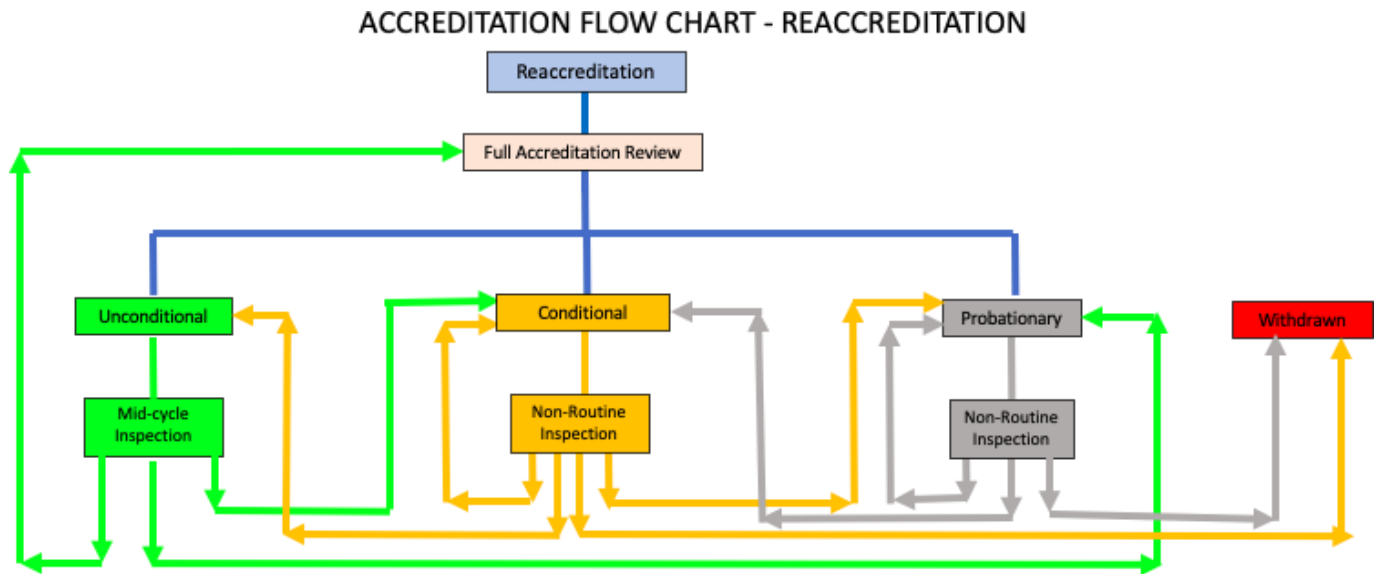 ACCREDITATION FLOW CHART - REACCREDITATION
Reaccreditation
Full Accreditation Review
Unconditional
Conditional
Probationary
Withdrawn
Mid-cycle
Inspection
Non-Routine
Inspection
Non-Routine
Inspection